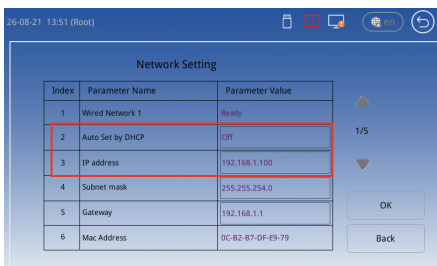 26-08-21 13:51 (Root)
en
Network Setting
Index Parameter Name Parameter Value
1 Wired Network 1 Ready
2 Auto Set by DHCP Off
3 IP address 192.168.1.100
4 Subnet mask 255.255.254.0
5 Gateway 192.168.1.1
6 Mac Address 0C-B2-B7-DF-E9-79
1/5
OK
Back